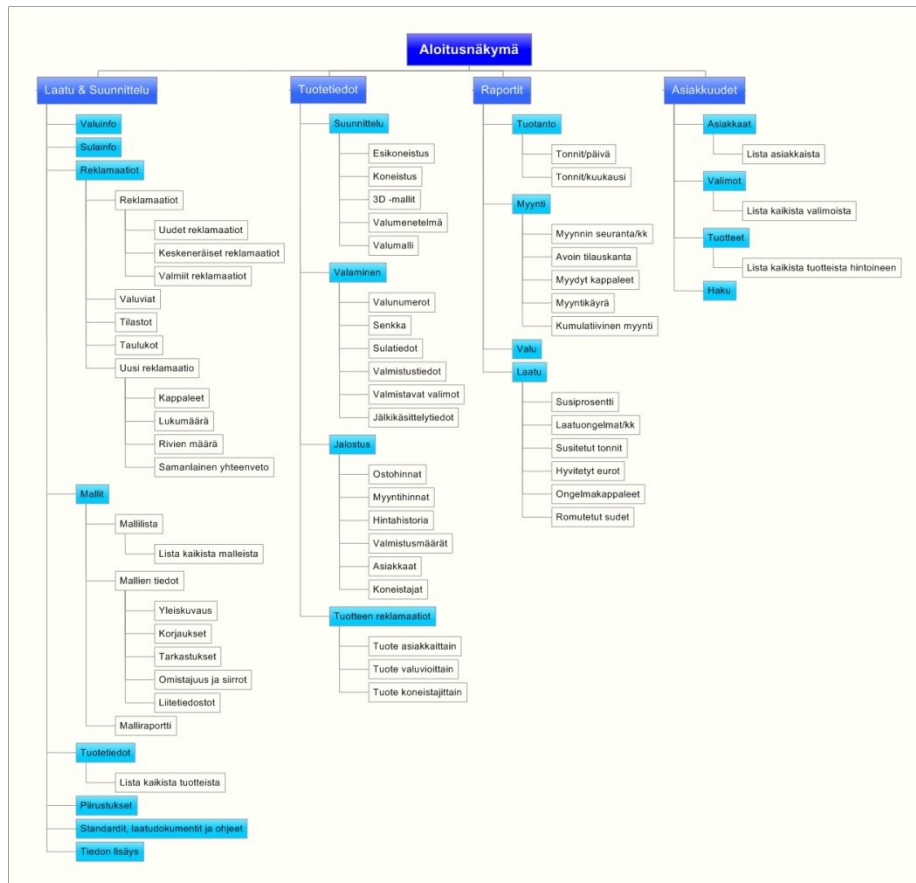 Aloitusnäkymä
Laatu & Suunnittelu
Valuinfo
Sulainfo
Reklamaatiot
Reklamaatiot
Uudet reklamaatiot
Keskeneräiset reklamaatiot
Valmiit reklamaatiot
Valuviat
Tilastot
Taulukot
Uusi reklamaatio
Kappaleet
Lukumäärä
Rivien määrä
Samanlainen yhteenveto
Mallit
Mallilista
Lista kaikista malleista
Mallien tiedot
Yleiskuvaus
Korjaukset
Tarkastukset
Omistajuus ja siirrot
Liitetiedostot
Malliraportti
Tuotetiedot
Lista kaikista tuotteista
Piirustukset
Standardit, laatudokumentit ja ohjeet
Tiedon lisäys
Tuotetiedot
Suunnittelu
Esikoneistus
Koneistus
3D -mallit
Valumenetelmä
Valumalli
Valaminen
Valunumerot
Senkka
Sulatiedot
Valmistustiedot
Valmistavat valimot
Jälkikäsittelytiedot
Jalostus
Ostohinnat
Myyntihinnat
Hintahistoria
Valmistusmäärät
Asiakkaat
Koneistajat
Tuotteen reklamaatiot
Tuote asiakkaittain
Tuote valuvioittain
Tuote koneistajittain
Raportit
Tuotanto
Tonnit/päivä
Tonnit/kuukausi
Myynti
Myynnin seuranta/kk
Avoin tilauskanta
Myydyt kappaleet
Myyntikäyrä
Kumulatiivinen myynti
Valu
Laatu
Susiprosentti
Laatuongelmat/kk
Susitetut tonnit
Hyvitetyt eurot
Ongelmakappaleet
Romutetut sudet
Asiakkuudet
Asiakkaat
Lista asiakkaista
Valimot
Lista kaikista valimoista
Tuotteet
Lista kaikista tuotteista hintoineen
Haku